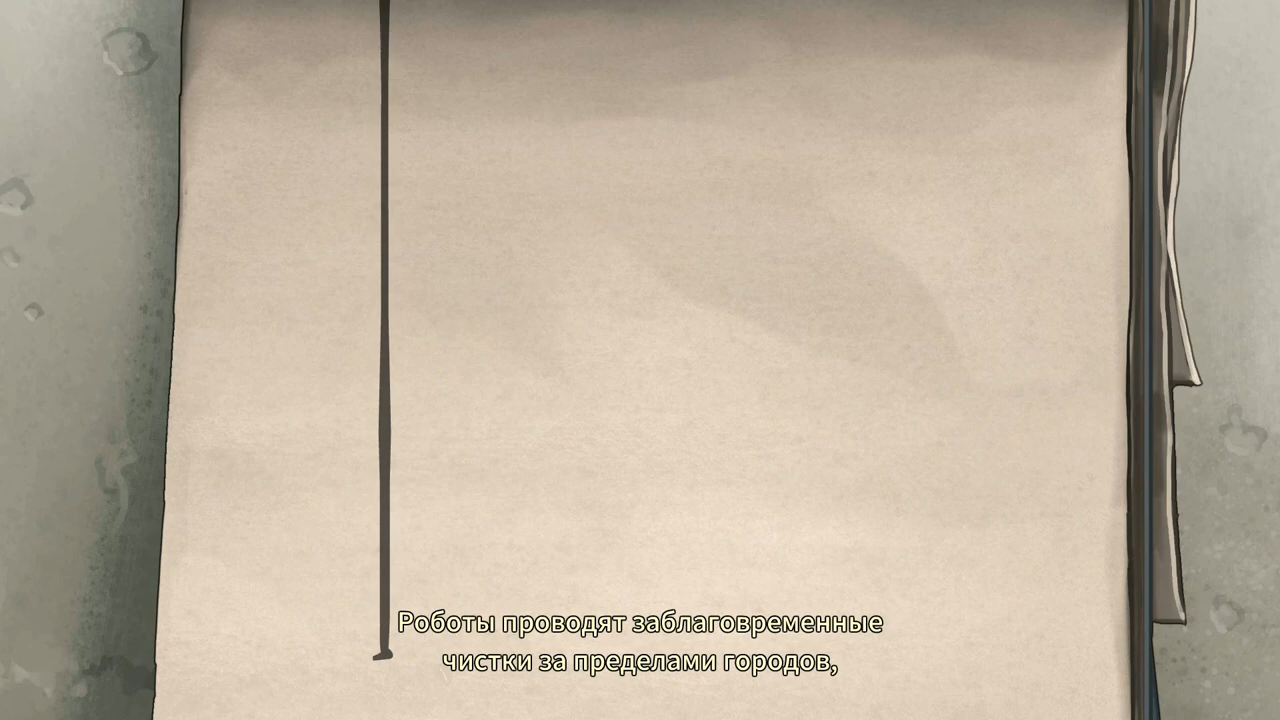 Роботы проводят заблаговременные
чистки за пределами городов,